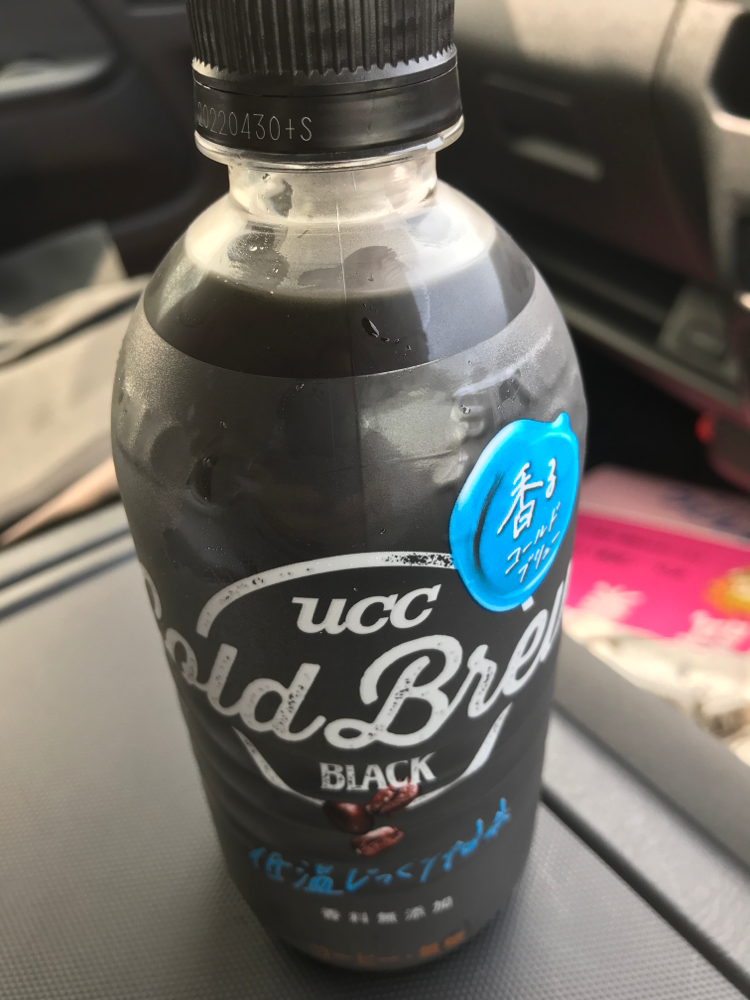 20220430+S
香る
コールド
ブリュー
ucc
Cold Brèw
BLACK
低温じっくり抽出
香料無添加